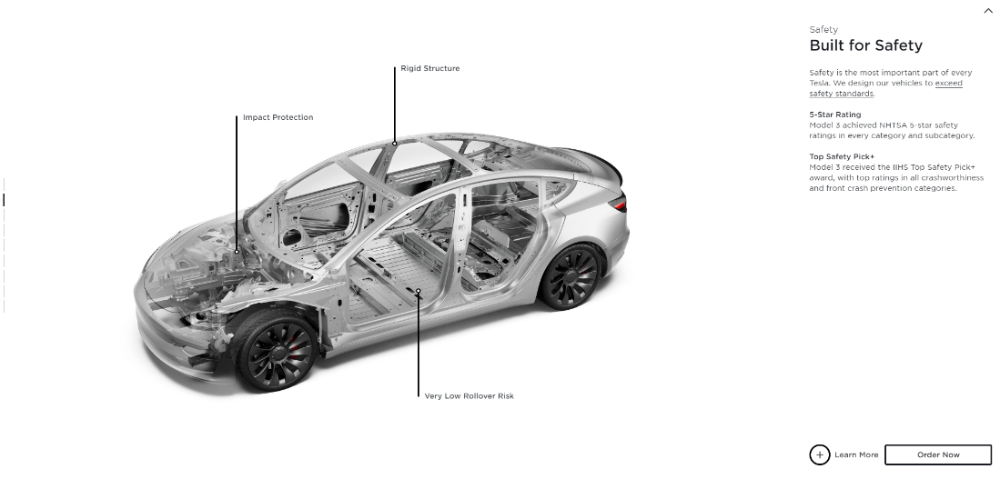 Rigid Structure
Impact Protection
Very Low Rollover Risk
Safety
Built for Safety
Safety is the most important part of every
Tesla. We design our vehicles to exceed
safety standards.
5-Star Rating
Model 3 achieved NHTSA 5-star safety
ratings in every category and subcategory.
Top Safety Pick+
Model 3 received the IIHS Top Safety Pick+
award, with top ratings in all crashworthiness
and front crash prevention categories.
Learn More
Order Now